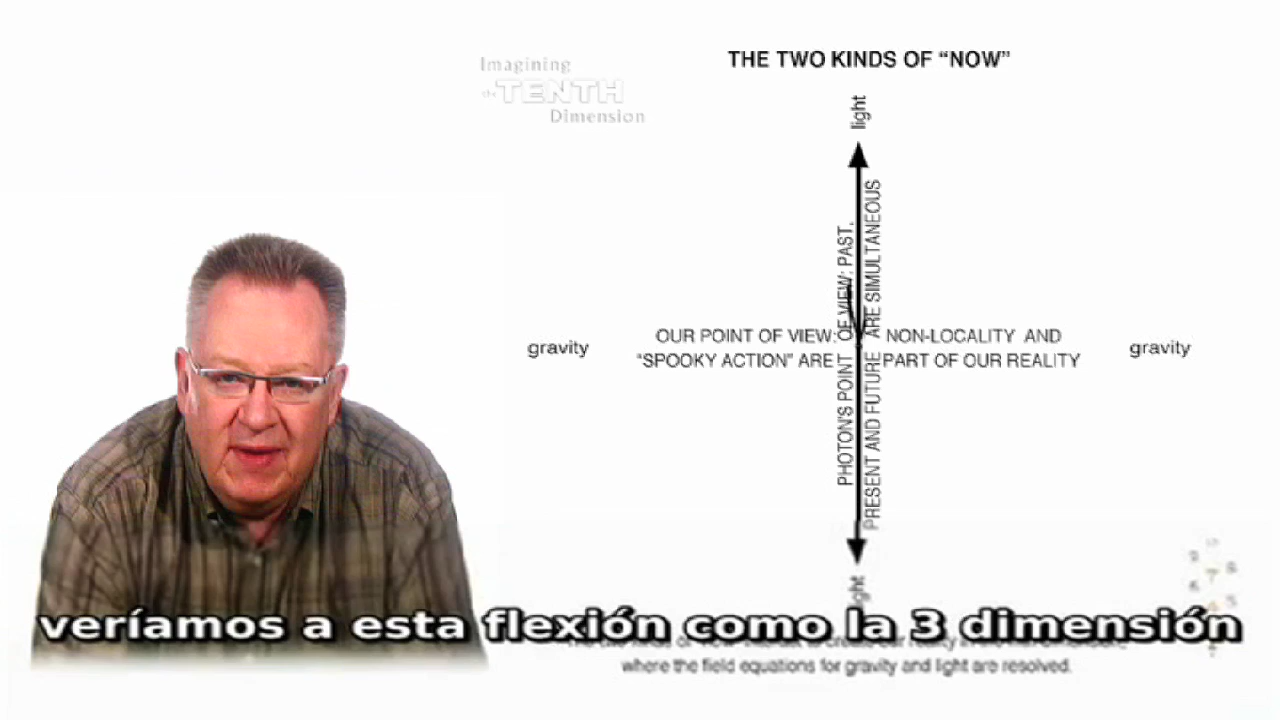 Imagining
the TENTH
Dimension
THE TWO KINDS OF “NOW”
light
PHOTON'S POINT OF VIEW: PAST,
PRESENT AND FUTURE ARE SIMULTANEOUS
gravity
OUR POINT OF VIEW: NON-LOCALITY AND
“SPOOKY ACTION” ARE PART OF OUR REALITY
gravity
veríamos a esta flexión como la 3 dimensión
where the field equations for gravity and light are resolved.